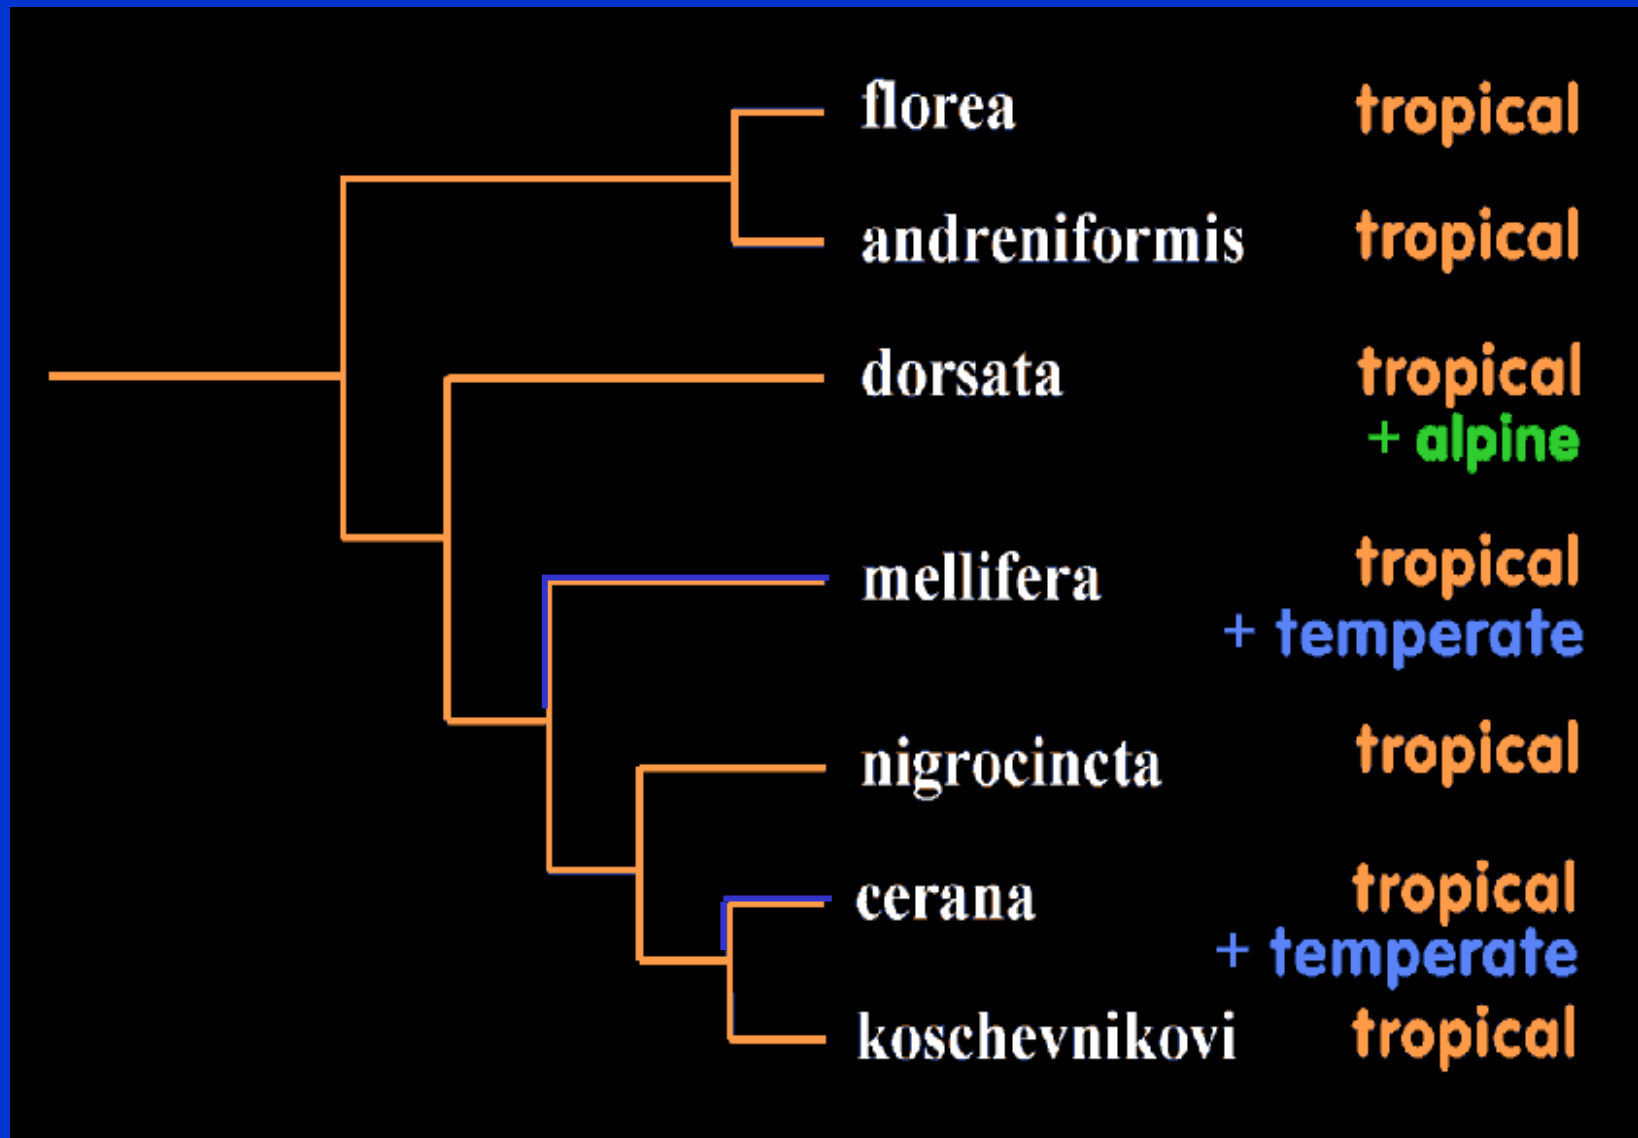 florea tropical
andreniformis tropical
dorsata tropical
+ alpine
mellifera tropical
+ temperate
nigrocincta tropical
cerana tropical
+ temperate
koschevnikovi tropical